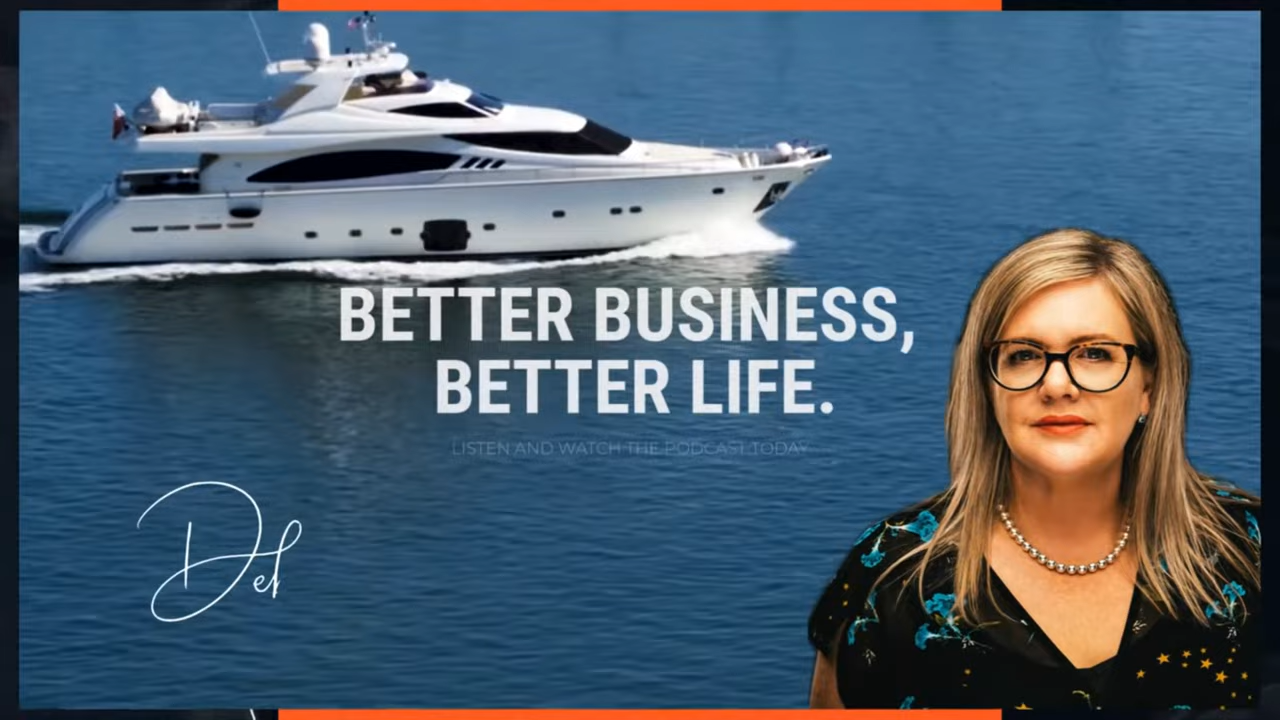 BETTER BUSINESS,
BETTER LIFE.
LISTEN AND WATCH THE PODCAST TODAY
Del